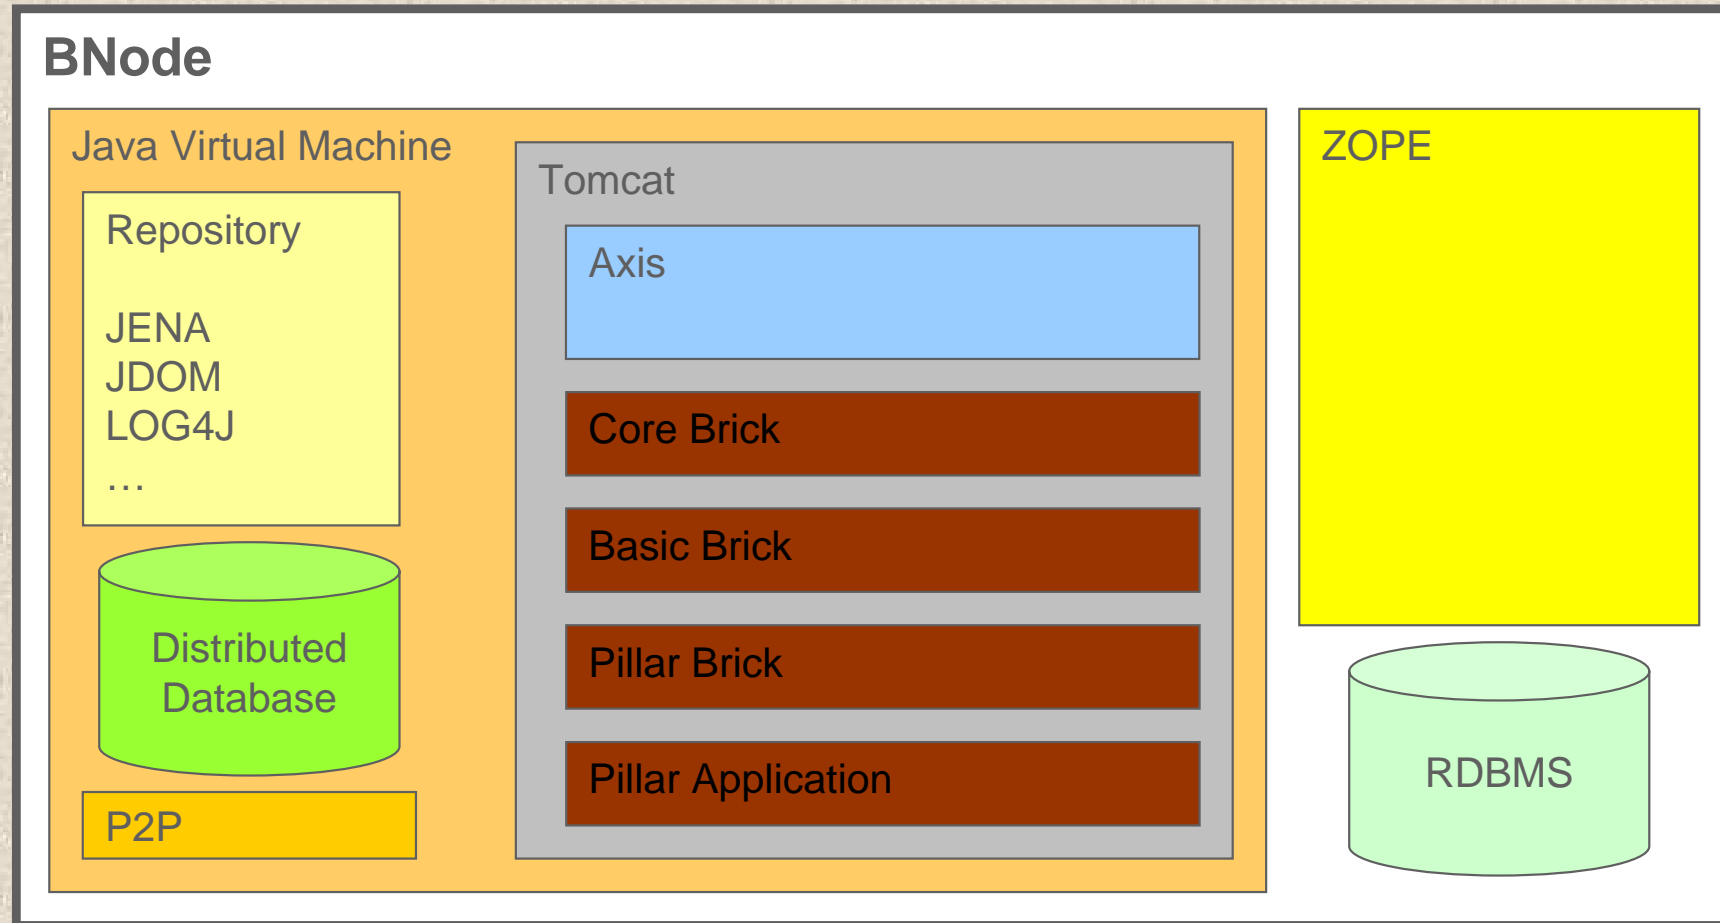 BNode
Java Virtual Machine
Repository
JENA
JDOM
LOG4J
…
Distributed
Database
P2P
Tomcat
Axis
Core Brick
Basic Brick
Pillar Brick
Pillar Application
ZOPE
RDBMS